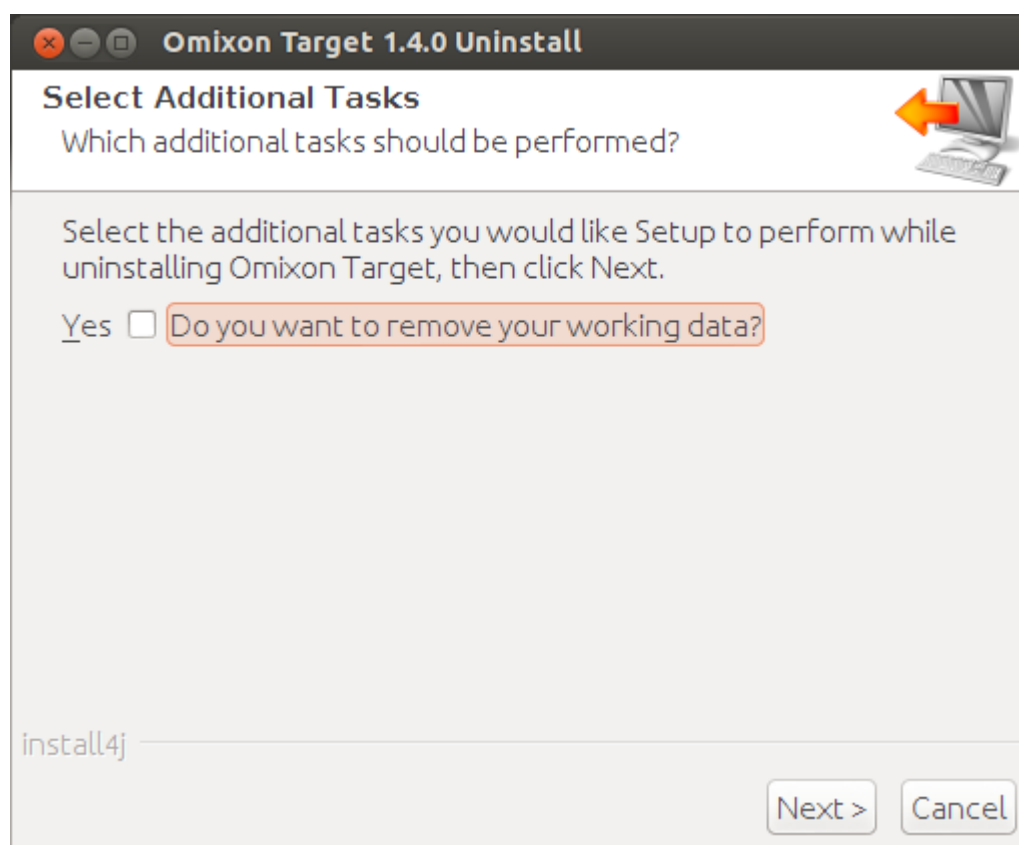 Omixon Target 1.4.0 Uninstall
Select Additional Tasks
Which additional tasks should be performed?
Select the additional tasks you would like Setup to perform while
uninstalling Omixon Target, then click Next.
Yes Do you want to remove your working data?
install4j
Next > Cancel